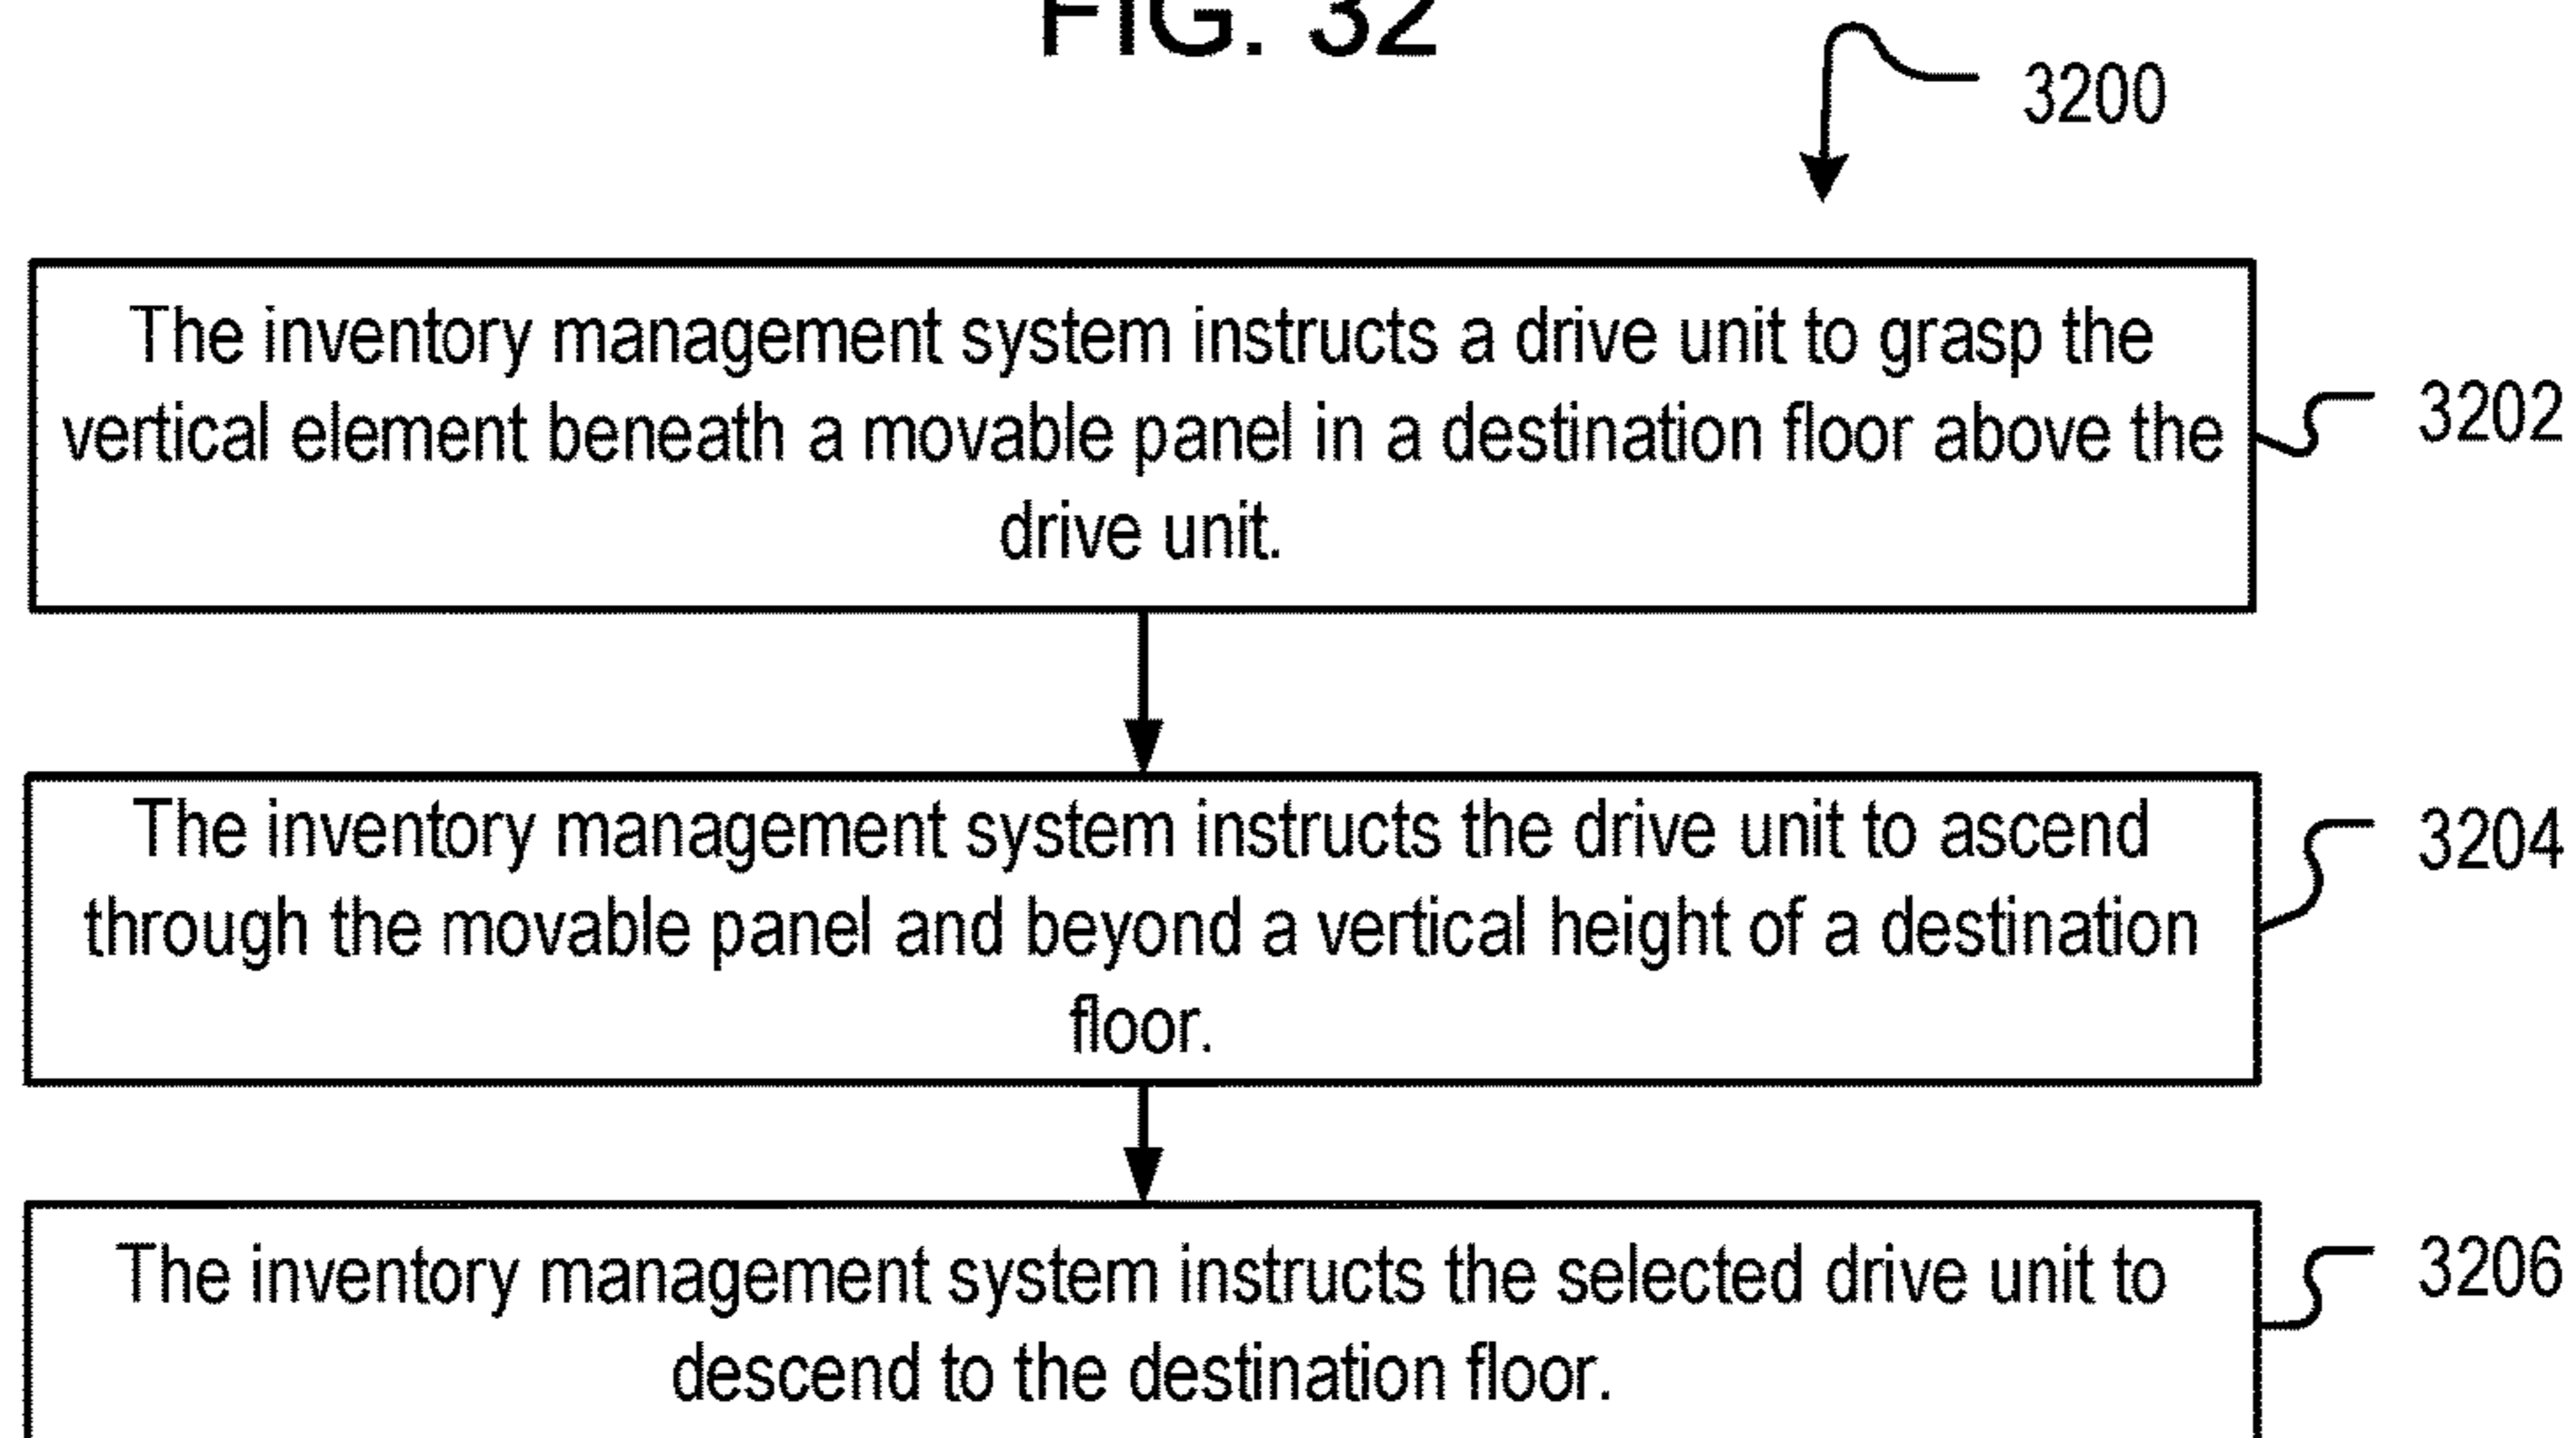 FIG. 32
3200
The inventory management system instructs a drive unit to grasp the
vertical element beneath a movable panel in a destination floor above the
drive unit.
3202
The inventory management system instructs the drive unit to ascend
through the movable panel and beyond a vertical height of a destination
floor.
3204
The inventory management system instructs the selected drive unit to
descend to the destination floor.
3206